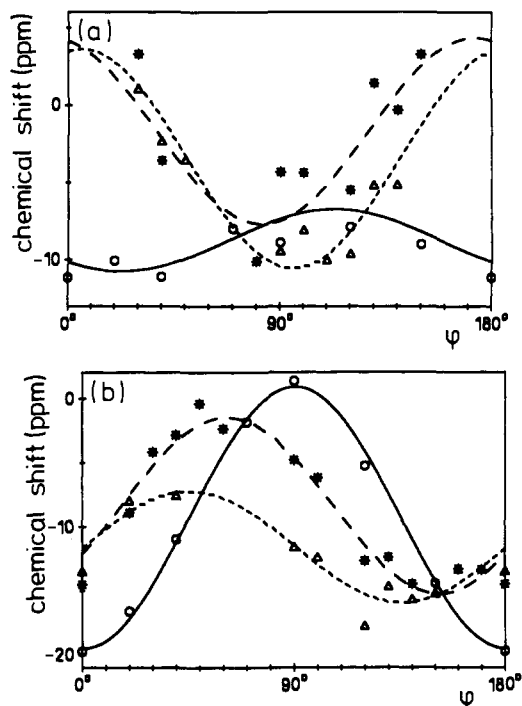 (a)
chemical shift (ppm)
0
-10
0° 90° 180°
φ
(b)
chemical shift (ppm)
0
-10
-20
0° 90° 180°
φ